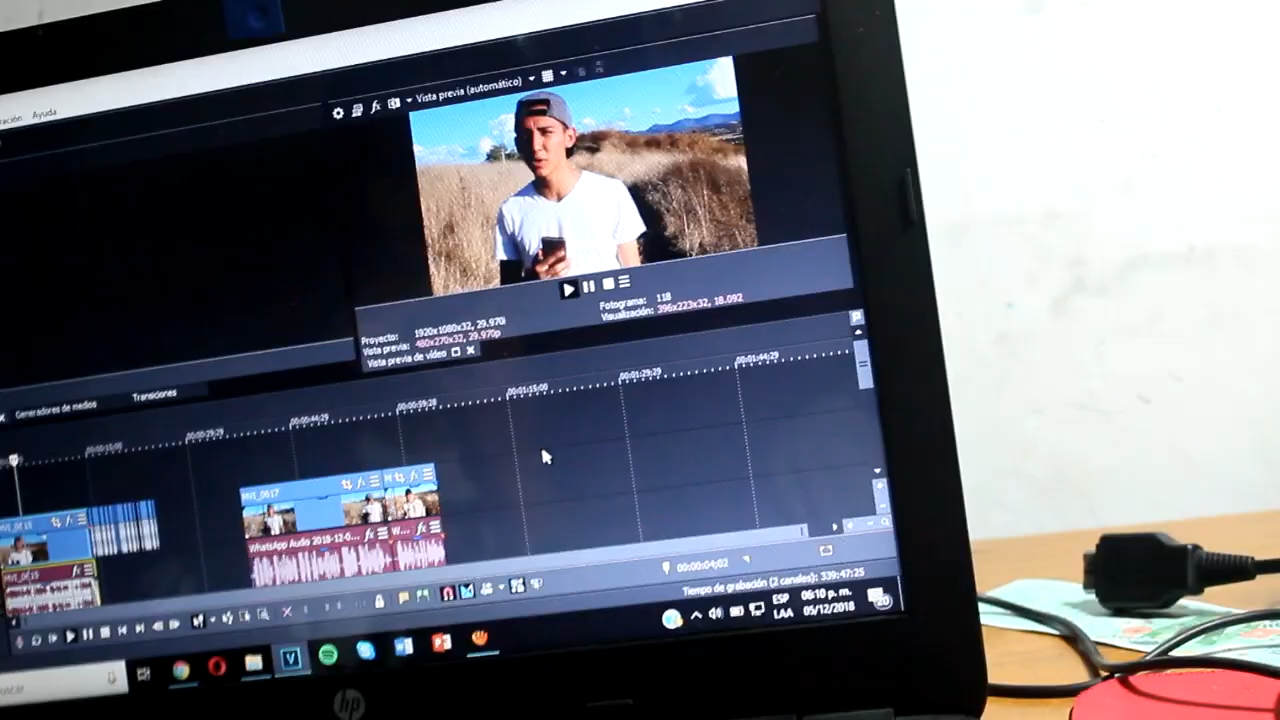 Ayuda
Vista previa (automático)
Fotograma: 118
Visualización: 396x223x32, 18.092
Proyecto: 1920x1080x32, 29.970i
Vista previa: 480x270x32, 29.970p
Vista previa de vídeo
Generadores de medios
Transiciones
00:00:15:00
00:00:29:29
00:00:44:29
00:00:59:28
00:01:15:00
00:01:29:29
00:01:44:29
MVI_0617
M
WhatsApp Audio 2018-12-0...
W...
00:00:04;02
Tiempo de grabación (2 canales): 339:47:25
ESP
LAA
06:10 p. m.
05/12/2018
20
hp